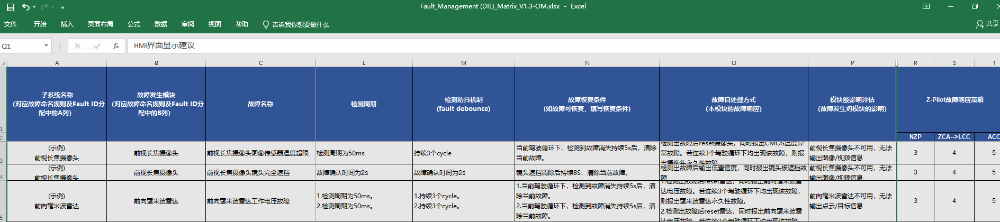 Fault_Management (DIL)_Matrix_V1.3-OM.xlsx - Excel
文件 开始 插入 页面布局 公式 数据 审阅 视图 帮助 告诉我你想要做什么 共享
Q1 fx HMI界面显示建议
A B C L M N O P R S T
子系统名称
(对应故障命名规则及Fault ID分
配中的A列)
故障发生模块
(对应故障命名规则及Fault ID分
配中的B列)
故障名称
检测周期
检测防抖机制
(fault debounce)
故障恢复条件
(如故障可恢复，填写恢复条件)
故障自处理方式
(本模块的故障响应)
模块级影响评估
(故障发生对模块的影响)
Z-Pilot故障响应策略
1
2
NZP ZCA-->LCC ACC
3
(示例)
前视长焦摄像头
前视长焦摄像头
前视长焦摄像头图像传感器温度超限
检测周期为50ms
持续3个cycle
当前驾驶循环下，检测到故障消失持续5s后，清除
当前故障。
检测出故障后reset摄像头，同时报出CMOS温度异
常故障。若连续3个驾驶循环下均出现该故障，则报
出摄像头永久性故障
前视长焦摄像头不可用，无法
输出图像/视频信息
3 4 5
4
(示例)
前视长焦摄像头
前视长焦摄像头
前视长焦摄像头镜头完全遮挡
故障确认时间为2s
故障确认时间为2s
镜头遮挡消除后持续8S，清除当前故障。
检测出故障后输出低置信度，同时报出镜头被遮挡故
障
前视长焦摄像头不可用，无法
输出图像/视频信息
3 4 5
5
(示例)
前向毫米波雷达
前向毫米波雷达
前向毫米波雷达工作电压故障
1.检测周期为50ms。
2.检测周期为50ms。
1.持续3个cycle。
2.持续3个cycle。
1.当前驾驶循环下，检测到故障消失持续5s后，清
除当前故障。
2.当前驾驶循环下，检测到故障消失持续5s后，清
除当前故障。
1.检测出故障后reset雷达，同时报出前向毫米波雷
达电压故障。若连续3个驾驶循环下均出现该故障，
则报出毫米波雷达永久性故障。
2.检测出故障后reset雷达，同时报出前向毫米波雷
达电压故障。若连续3个驾驶循环下均出现该故障
前向毫米波雷达不可用，无法
输出点云/目标信息
3 4 5